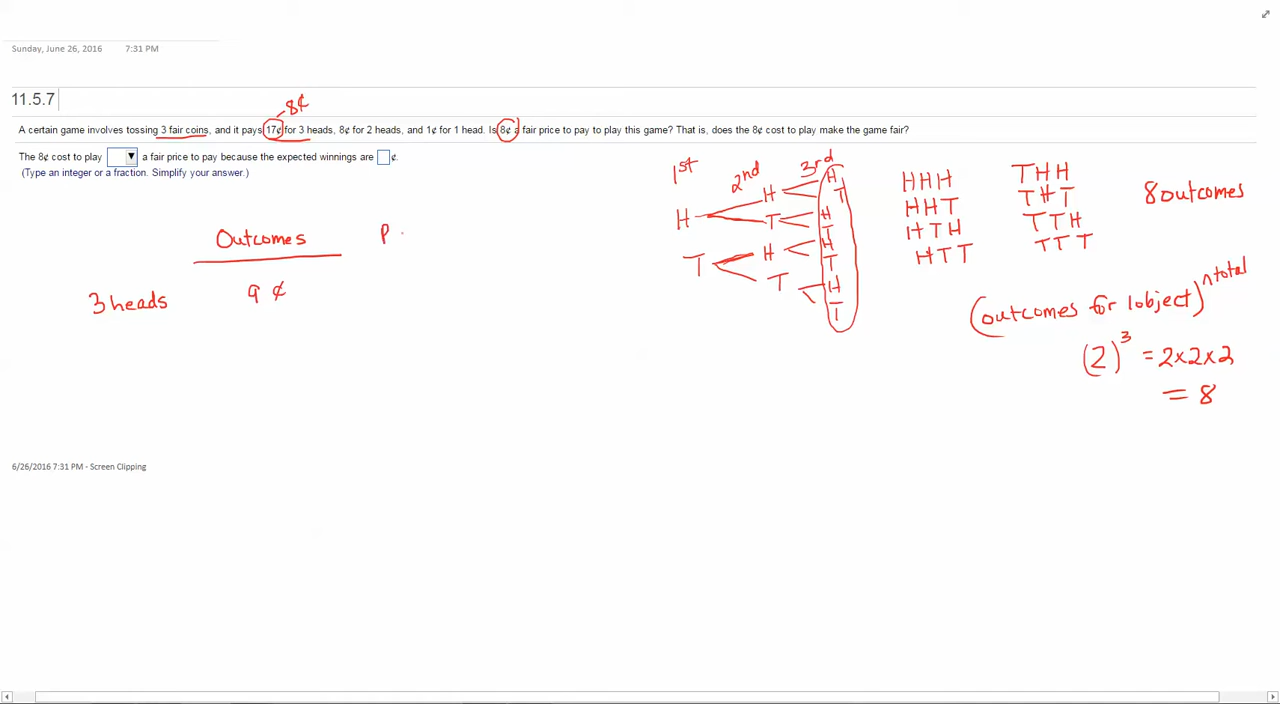 Sunday, June 26, 2016 7:31 PM
11.5.7
-8¢
A certain game involves tossing 3 fair coins, and it pays 17¢ for 3 heads, 8¢ for 2 heads, and 1¢ for 1 head. Is 8¢ a fair price to pay to play this game? That is, does the 8¢ cost to play make the game fair?
The 8¢ cost to play a fair price to pay because the expected winnings are ¢.
(Type an integer or a fraction. Simplify your answer.)
1st 2nd 3rd
H H H
T
T H
T
T H H
T
T H
T
HHH
HHT
HTH
HTT
THH
THT
TTH
TTT
8 outcomes
Outcomes P
3 heads 9 ¢
(outcomes for 1 object)^n total
(2)^3 = 2x2x2
= 8
6/26/2016 7:31 PM - Screen Clipping